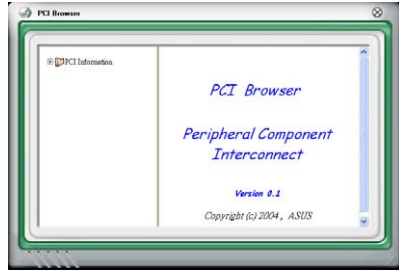 PCI Browser
PCI Information
PCI Browser
Peripheral Component
Interconnect
Version 0.1
Copyright (c) 2004 , ASUS